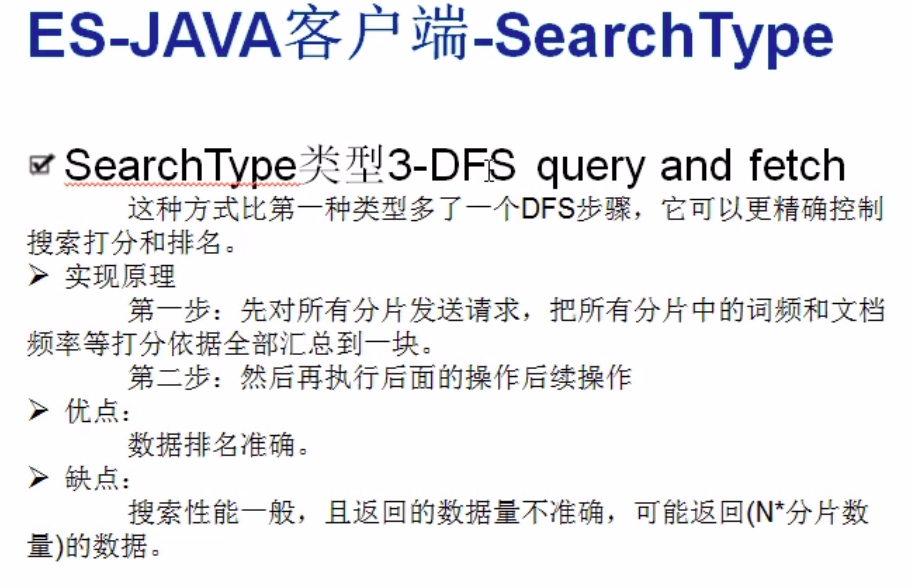 ES-JAVA客户端-SearchType
SearchType类型3-DFS query and fetch
这种方式比第一种类型多了一个DFS步骤，它可以更精确控制
搜索打分和排名。
➢ 实现原理
第一步：先对所有分片发送请求，把所有分片中的词频和文档
频率等打分依据全部汇总到一块。
第二步：然后再执行后面的操作后续操作
➢ 优点：
数据排名准确。
➢ 缺点：
搜索性能一般，且返回的数据量不准确，可能返回(N*分片数
量)的数据。